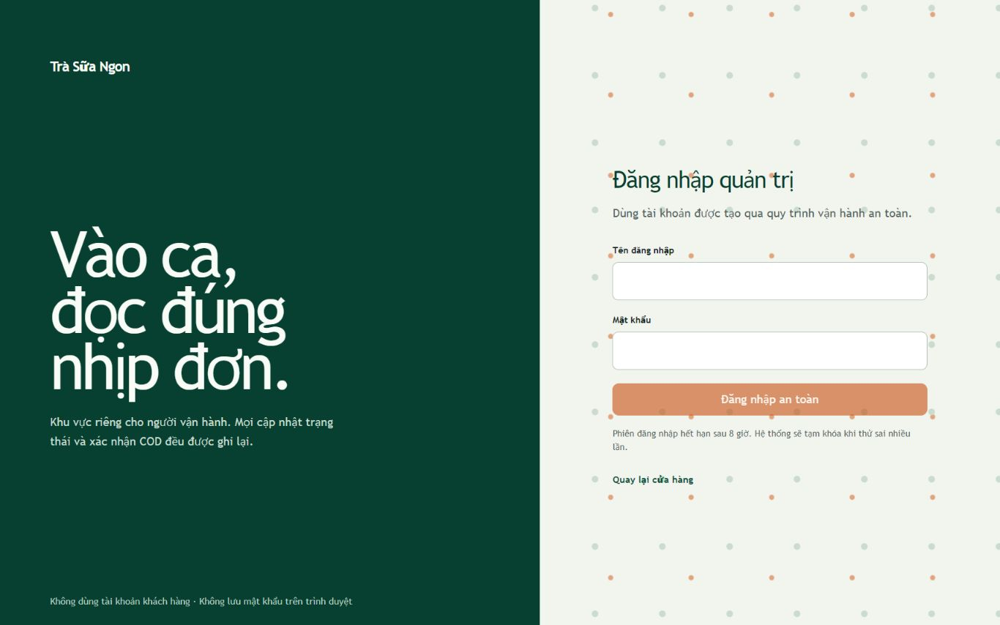 Trà Sữa Ngon
Vào ca,
đọc đúng
nhịp đơn.
Khu vực riêng cho người vận hành. Mọi cập nhật trạng
thái và xác nhận COD đều được ghi lại.
Không dùng tài khoản khách hàng · Không lưu mật khẩu trên trình duyệt
Đăng nhập quản trị
Dùng tài khoản được tạo qua quy trình vận hành an toàn.
Tên đăng nhập
Mật khẩu
Đăng nhập an toàn
Phiên đăng nhập hết hạn sau 8 giờ. Hệ thống sẽ tạm khóa khi thử sai nhiều
lần.
Quay lại cửa hàng